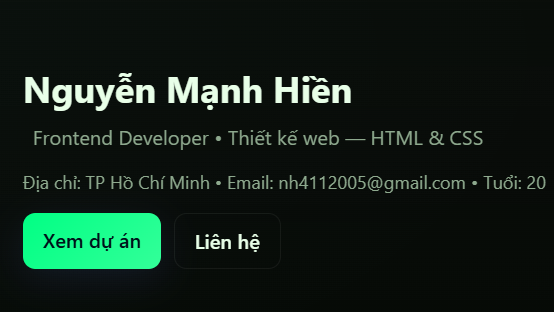 Nguyễn Mạnh Hiền
Frontend Developer • Thiết kế web — HTML & CSS
Địa chỉ: TP Hồ Chí Minh • Email: nh4112005@gmail.com • Tuổi: 20
Xem dự án
Liên hệ